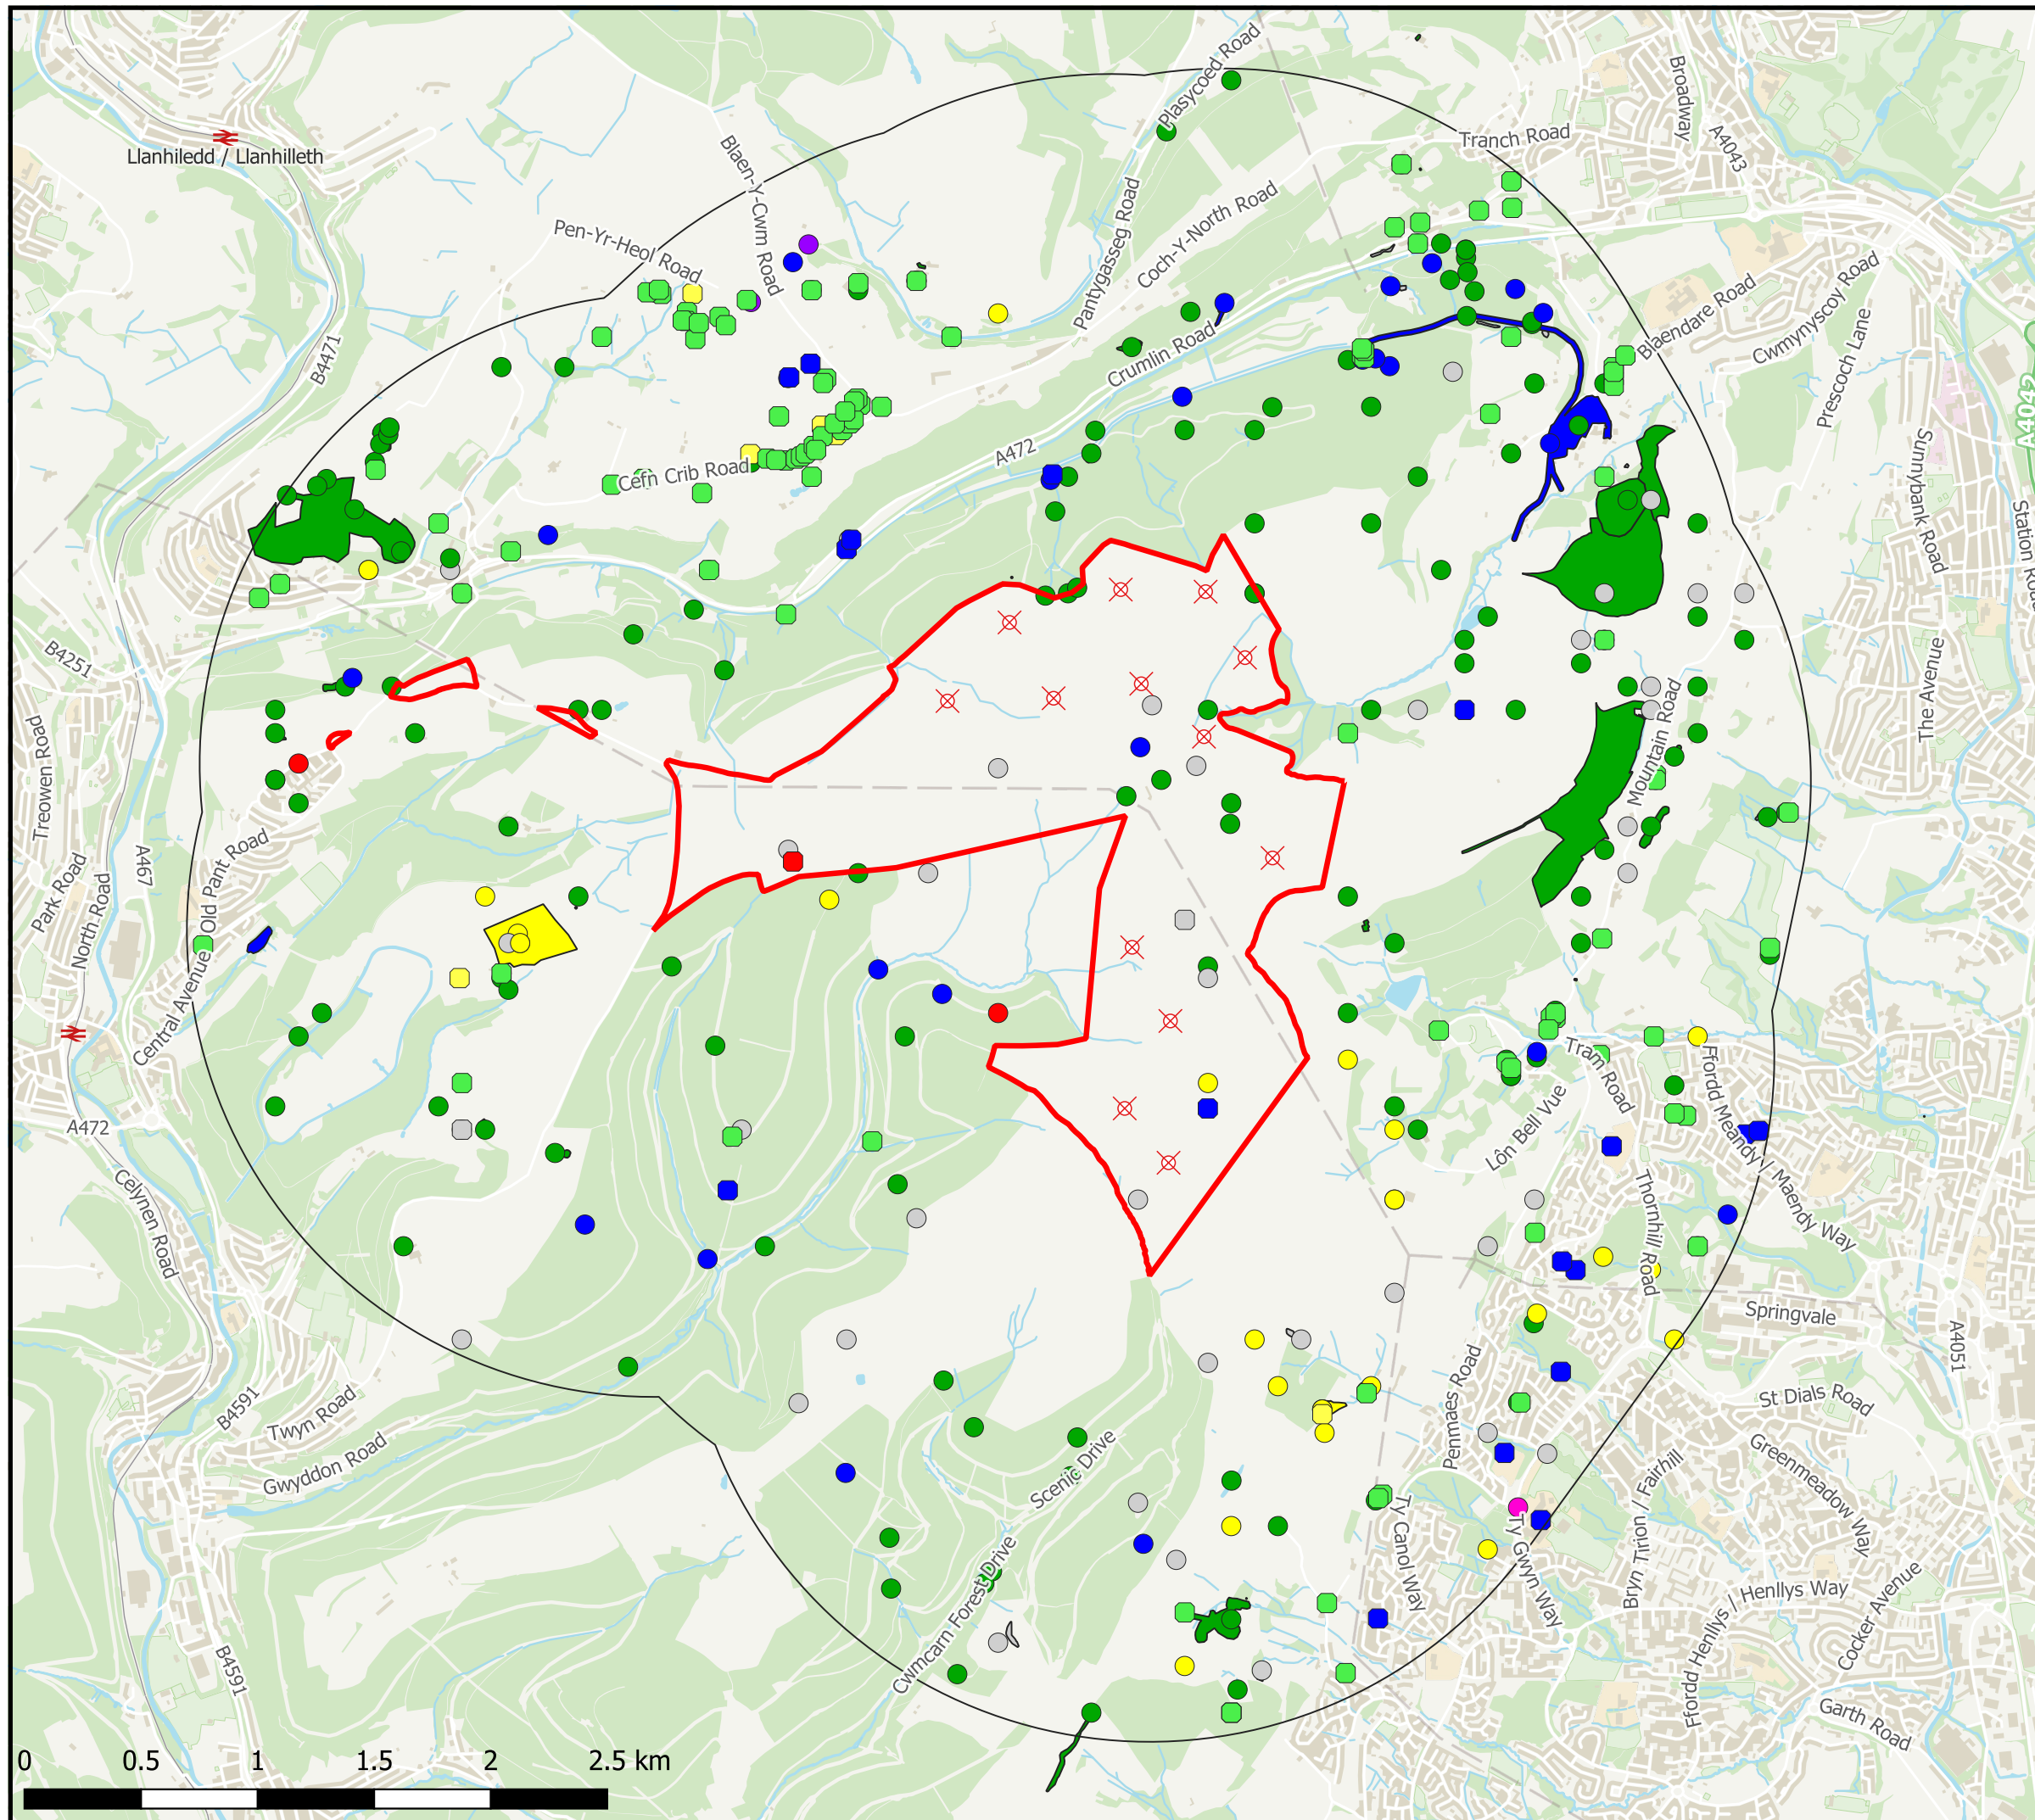 Plasycoed Road
Broadway
Tranch Road
A4043
Llanhiledd / Llanhilleth
Blaen-Y-Cwm Road
Pantygasseg Road
Coch-Y-North Road
Pen-Yr-Heol Road
Cwmynyscoy Road
Blaendare Road
B4471
Crumlin Road
Prescoch Lane
A4042
A472
Cefn Crib Road
Sunnybank Road
Station Road
B4251
The Avenue
Treowen Road
Mountain Road
Old Pant Road
A467
Park Road
North Road
Central Avenue
Tram Road
Ffordd Meandy / Maendy Way
A472
Lôn Bell Vue
Celynen Road
Thornhill Road
Springvale
A4051
Penmaes Road
St Dials Road
B4591
Twyn Road
Greenmeadow Way
Gwyddon Road
Scenic Drive
Bryn Tirion / Fairhill
Ty Canol Way
Ty Gwyn Way
Cwmcarn Forest Drive
Ffordd Henllys / Henllys Way
Cocker Avenue
B4591
Garth Road
0 0.5 1 1.5 2 2.5 km